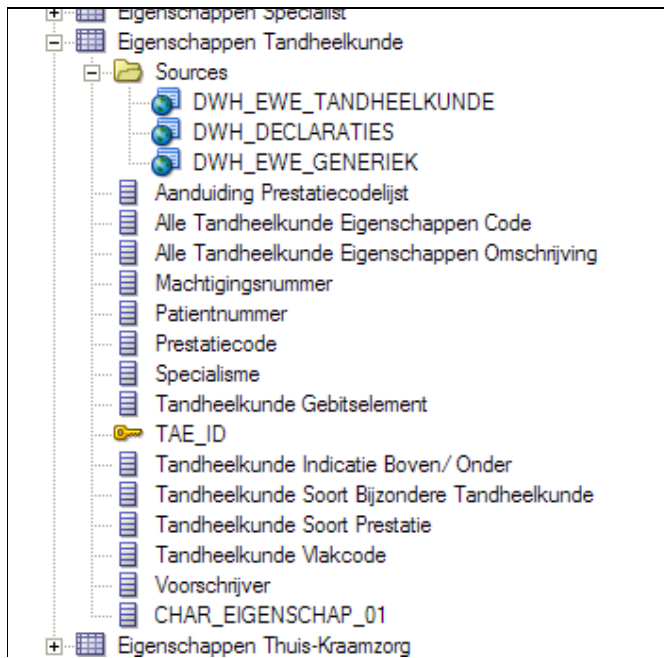 Eigenschappen Specialist
Eigenschappen Tandheelkunde
Sources
DWH_EWE_TANDHEELKUNDE
DWH_DECLARATIES
DWH_EWE_GENERIEK
Aanduiding Prestatiecodelijst
Alle Tandheelkunde Eigenschappen Code
Alle Tandheelkunde Eigenschappen Omschrijving
Machtigingsnummer
Patientnummer
Prestatiecode
Specialisme
Tandheelkunde Gebitselement
TAE_ID
Tandheelkunde Indicatie Boven/ Onder
Tandheelkunde Soort Bijzondere Tandheelkunde
Tandheelkunde Soort Prestatie
Tandheelkunde Vlakcode
Voorschrijver
CHAR_EIGENSCHAP_01
Eigenschappen Thuis-Kraamzorg